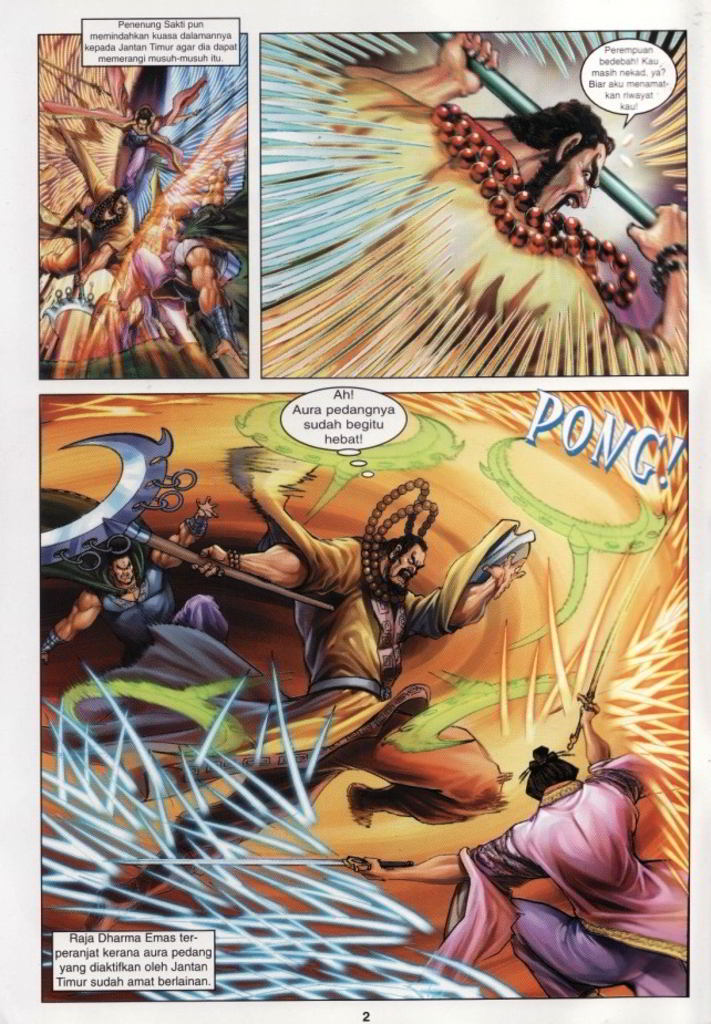 Penenung Sakti pun
memindahkan kuasa dalamannya
kepada Jantan Timur agar dia dapat
memerangi musuh-musuh itu.
Perempuan
bedebah! Kau
masih nekad, ya?
Biar aku menamat-
kan riwayat
kau!
Ah!
Aura pedangnya
sudah begitu
hebat!
PONG!
Raja Dharma Emas ter-
peranjat kerana aura pedang
yang diaktifkan oleh Jantan
Timur sudah amat berlainan.
2